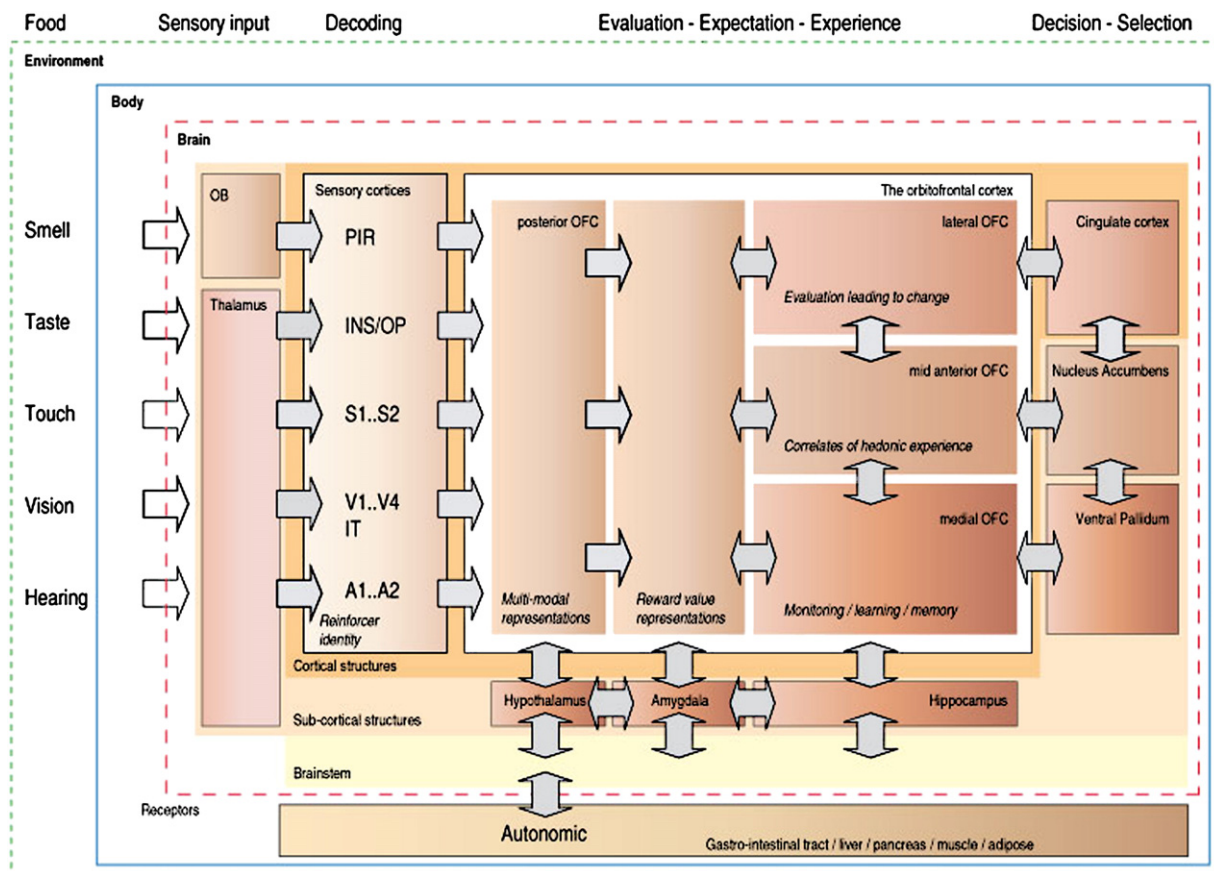 Food
Sensory input
Decoding
Evaluation - Expectation - Experience
Decision - Selection
Environment
Body
Brain
OB
Sensory cortices
The orbitofrontal cortex
Smell
PIR
posterior OFC
lateral OFC
Cingulate cortex
Evaluation leading to change
Thalamus
Taste
INS/OP
mid anterior OFC
Nucleus Accumbens
Touch
S1..S2
Correlates of hedonic experience
Vision
V1..V4
IT
medial OFC
Ventral Pallidum
Hearing
A1..A2
Reinforcer
identity
Multi-modal
representations
Reward value
representations
Monitoring / learning / memory
Cortical structures
Hypothalamus
Amygdala
Hippocampus
Sub-cortical structures
Brainstem
Receptors
Autonomic
Gastro-intestinal tract / liver / pancreas / muscle / adipose